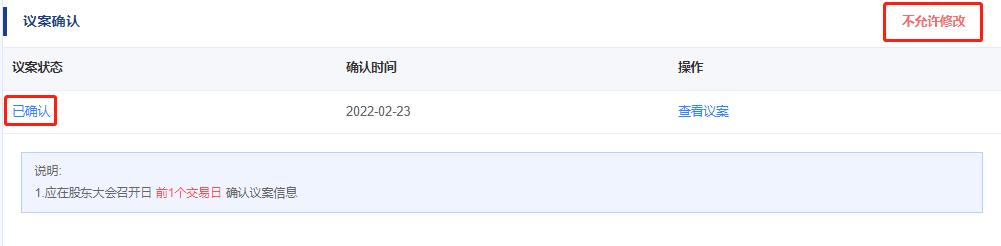 议案确认 不允许修改
议案状态 确认时间 操作
已确认 2022-02-23 查看议案
说明:
1.应在股东大会召开日 前1个交易日 确认议案信息